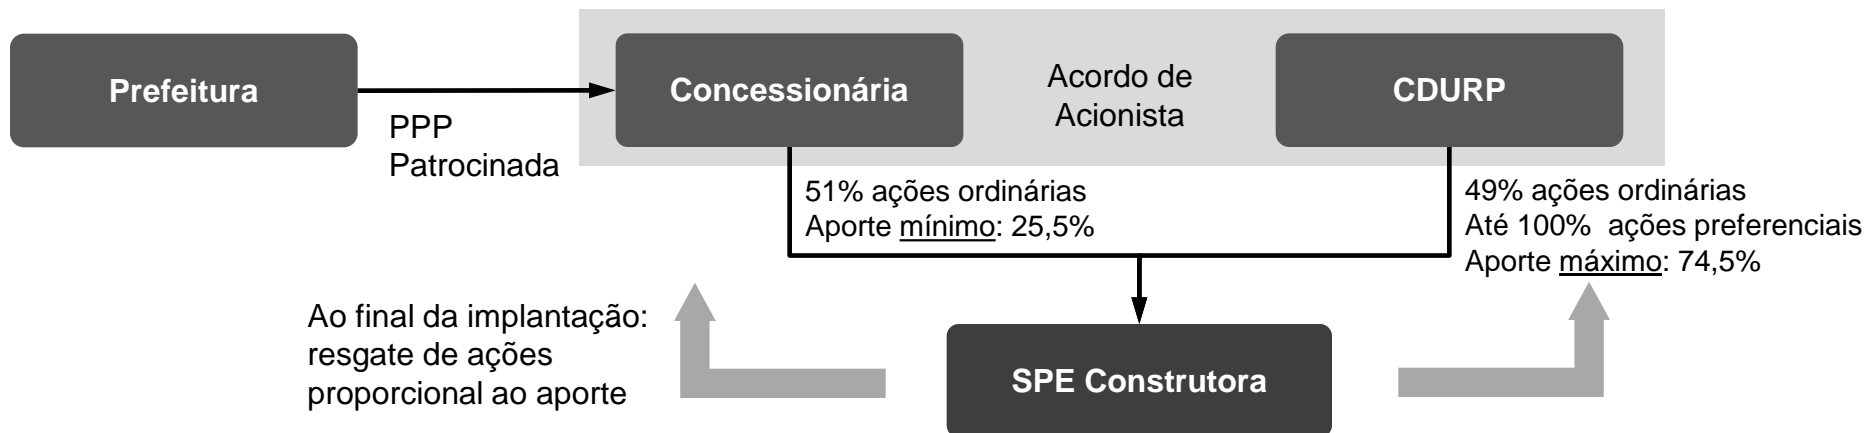 Prefeitura
PPP
Patrocinada
Concessionária
Acordo de
Acionista
CDURP
51% ações ordinárias
Aporte mínimo: 25,5%
49% ações ordinárias
Até 100% ações preferenciais
Aporte máximo: 74,5%
Ao final da implantação:
resgate de ações
proporcional ao aporte
SPE Construtora